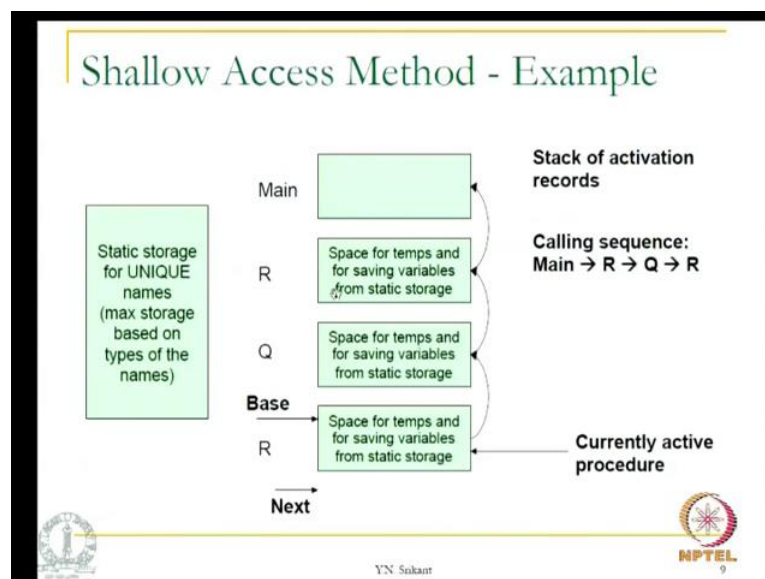 Shallow Access Method - Example
Static storage
for UNIQUE
names
(max storage
based on
types of the
names)
Main
R
Space for temps and
for saving variables
from static storage
Q
Space for temps and
for saving variables
from static storage
Base
R
Space for temps and
for saving variables
from static storage
Next
Stack of activation
records
Calling sequence:
Main → R → Q → R
Currently active
procedure
NPTEL
Y.N. Srikant
9